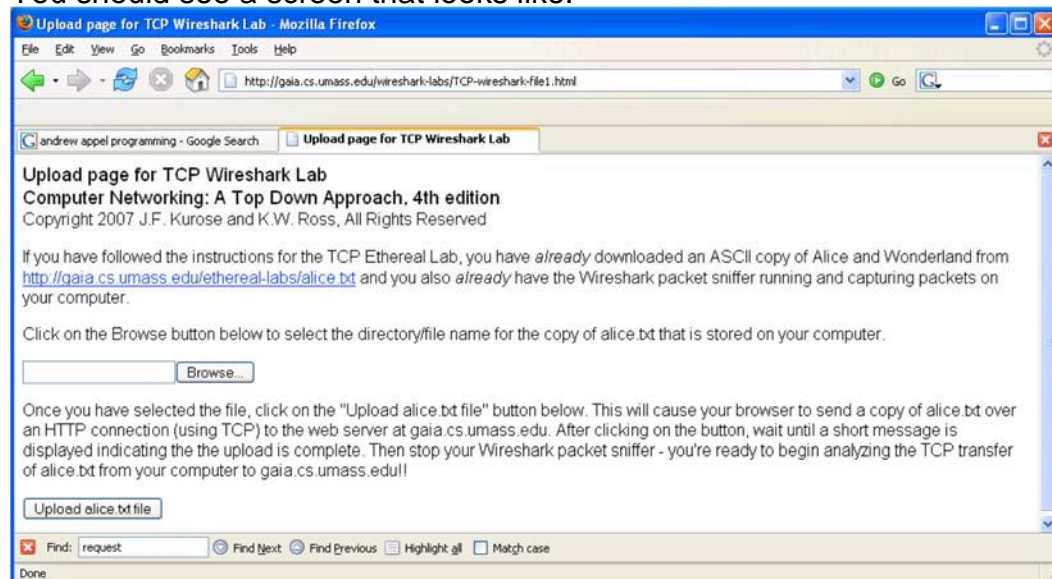 You should see a screen that looks like:
Upload page for TCP Wireshark Lab - Mozilla Firefox
File Edit View Go Bookmarks Tools Help
http://gaia.cs.umass.edu/wireshark-labs/TCP-wireshark-file1.html
Go
andrew appel programming - Google Search
Upload page for TCP Wireshark Lab
Upload page for TCP Wireshark Lab
Computer Networking: A Top Down Approach, 4th edition
Copyright 2007 J.F. Kurose and K.W. Ross, All Rights Reserved
If you have followed the instructions for the TCP Ethereal Lab, you have already downloaded an ASCII copy of Alice and Wonderland from
http://gaia.cs.umass.edu/ethereal-labs/alice.txt and you also already have the Wireshark packet sniffer running and capturing packets on
your computer.
Click on the Browse button below to select the directory/file name for the copy of alice.txt that is stored on your computer.
Browse...
Once you have selected the file, click on the "Upload alice.txt file" button below. This will cause your browser to send a copy of alice.txt over
an HTTP connection (using TCP) to the web server at gaia.cs.umass.edu. After clicking on the button, wait until a short message is
displayed indicating the the upload is complete. Then stop your Wireshark packet sniffer - you're ready to begin analyzing the TCP transfer
of alice.txt from your computer to gaia.cs.umass.edu!!
Upload alice.txt file
Find: request Find Next Find Previous Highlight all Match case
Done